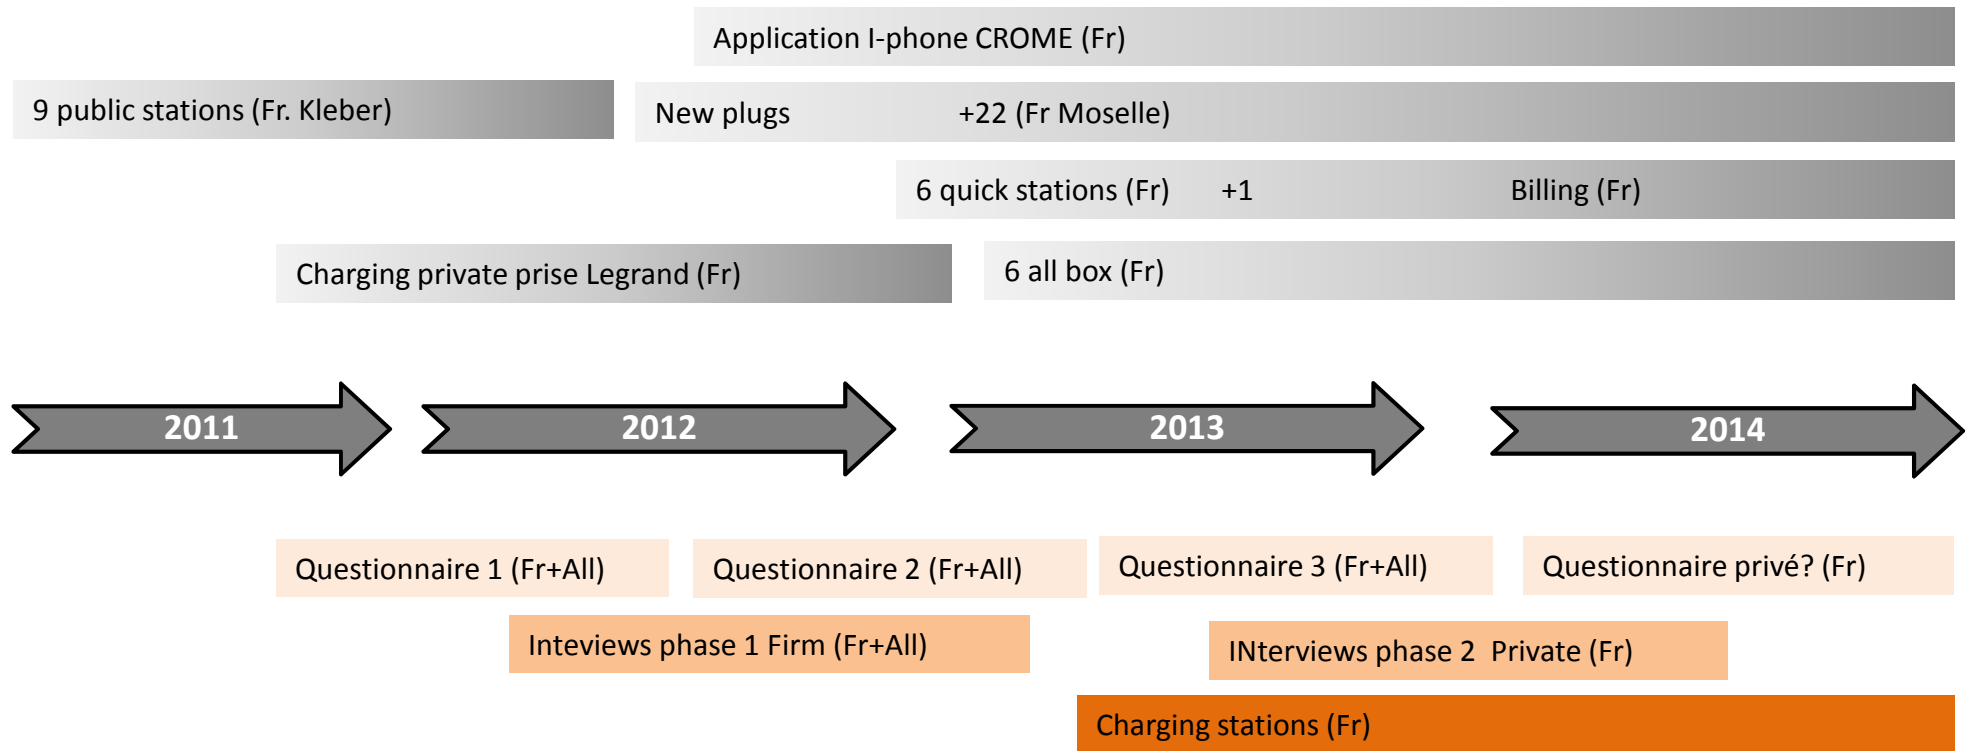 Application I-phone CROME (Fr)
9 public stations (Fr. Kleber)
New plugs +22 (Fr Moselle)
6 quick stations (Fr) +1 Billing (Fr)
Charging private prise Legrand (Fr)
6 all box (Fr)
2011
2012
2013
2014
Questionnaire 1 (Fr+All)
Questionnaire 2 (Fr+All)
Questionnaire 3 (Fr+All)
Questionnaire privé? (Fr)
Inteviews phase 1 Firm (Fr+All)
INterviews phase 2 Private (Fr)
Charging stations (Fr)